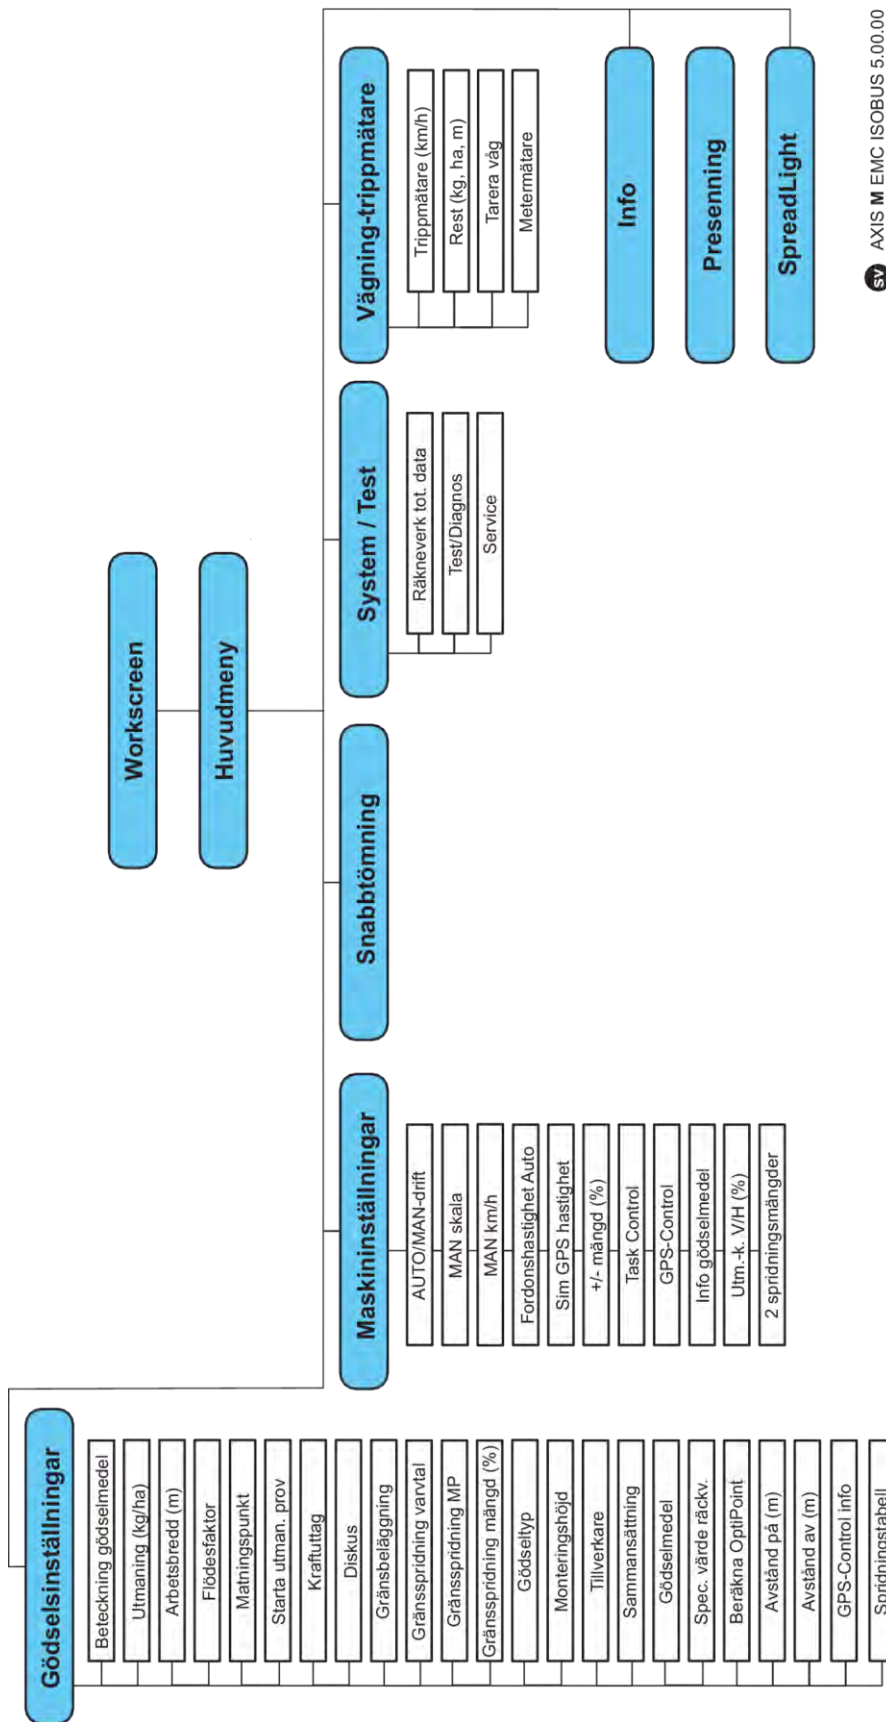 Workscreen
Huvudmeny
Gödselsinställningar
Beteckning gödselmedel
Utmaning (kg/ha)
Arbetsbredd (m)
Flödesfaktor
Matningspunkt
Starta utman. prov
Kraftuttag
Diskus
Gränsbeläggning
Gränsspridning varvtal
Gränsspridning MP
Gränsspridning mängd (%)
Gödseltyp
Monteringshöjd
Tillverkare
Sammansättning
Gödselmedel
Spec. värde räckv.
Beräkna OptiPoint
Avstånd på (m)
Avstånd av (m)
GPS-Control info
Spridningstabell
Maskininställningar
AUTO/MAN-drift
MAN skala
MAN km/h
Fordonshastighet Auto
Sim GPS hastighet
+/- mängd (%)
Task Control
GPS-Control
Info gödselmedel
Utm.-k. V/H (%)
2 spridningsmängder
Snabbtömning
System / Test
Räkneverk tot. data
Test/Diagnos
Service
Vägning-trippmätare
Trippmätare (km/h)
Rest (kg, ha, m)
Tarera våg
Metermätare
Info
Presenning
SpreadLight
sv AXIS M EMC ISOBUS 5.00.00